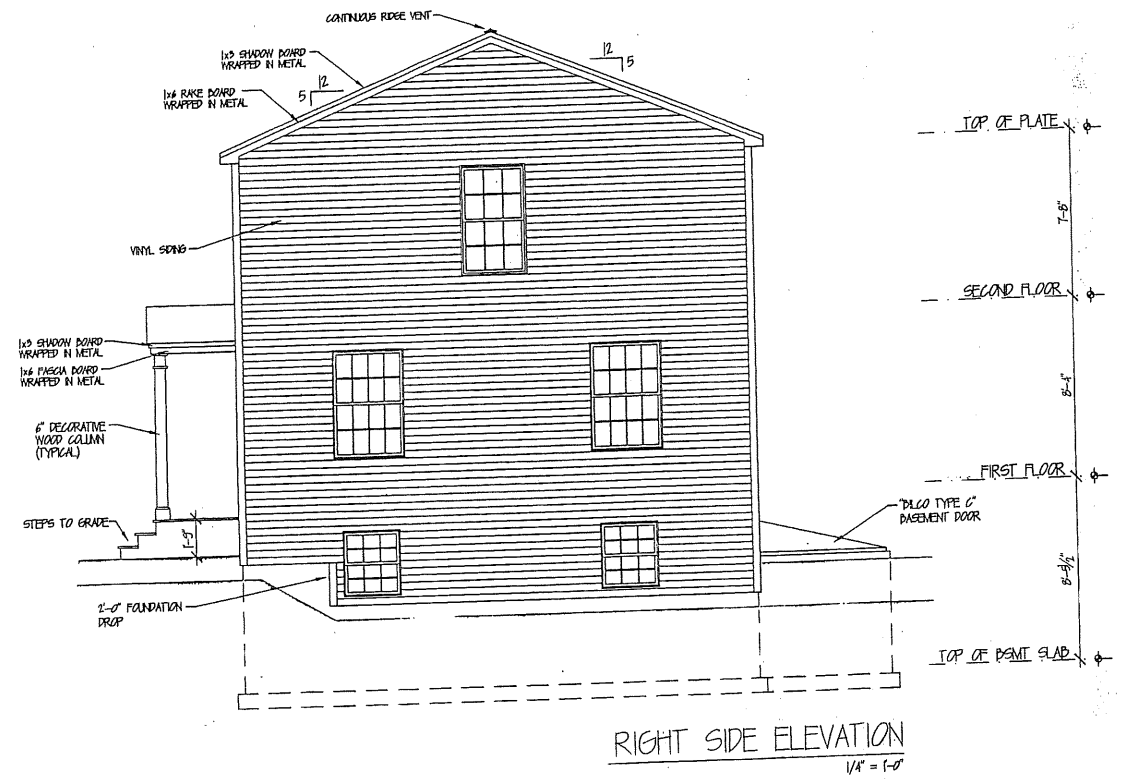 CONTINUOUS RIDGE VENT
1x3 SHADOW BOARD
WRAPPED IN METAL
12
5
12
5
1x6 RAKE BOARD
WRAPPED IN METAL
TOP OF PLATE
7'-8"
VINYL SIDING
SECOND FLOOR
1x3 SHADOW BOARD
WRAPPED IN METAL
1x6 FASCIA BOARD
WRAPPED IN METAL
8'-4"
6" DECORATIVE
WOOD COLUMN
(TYPICAL)
FIRST FLOOR
"BILCO TYPE C"
BASEMENT DOOR
STEPS TO GRADE
1'-9"
8'-5 1/2"
2'-0" FOUNDATION
DROP
TOP OF BSMT SLAB
RIGHT SIDE ELEVATION
1/4" = 1'-0"